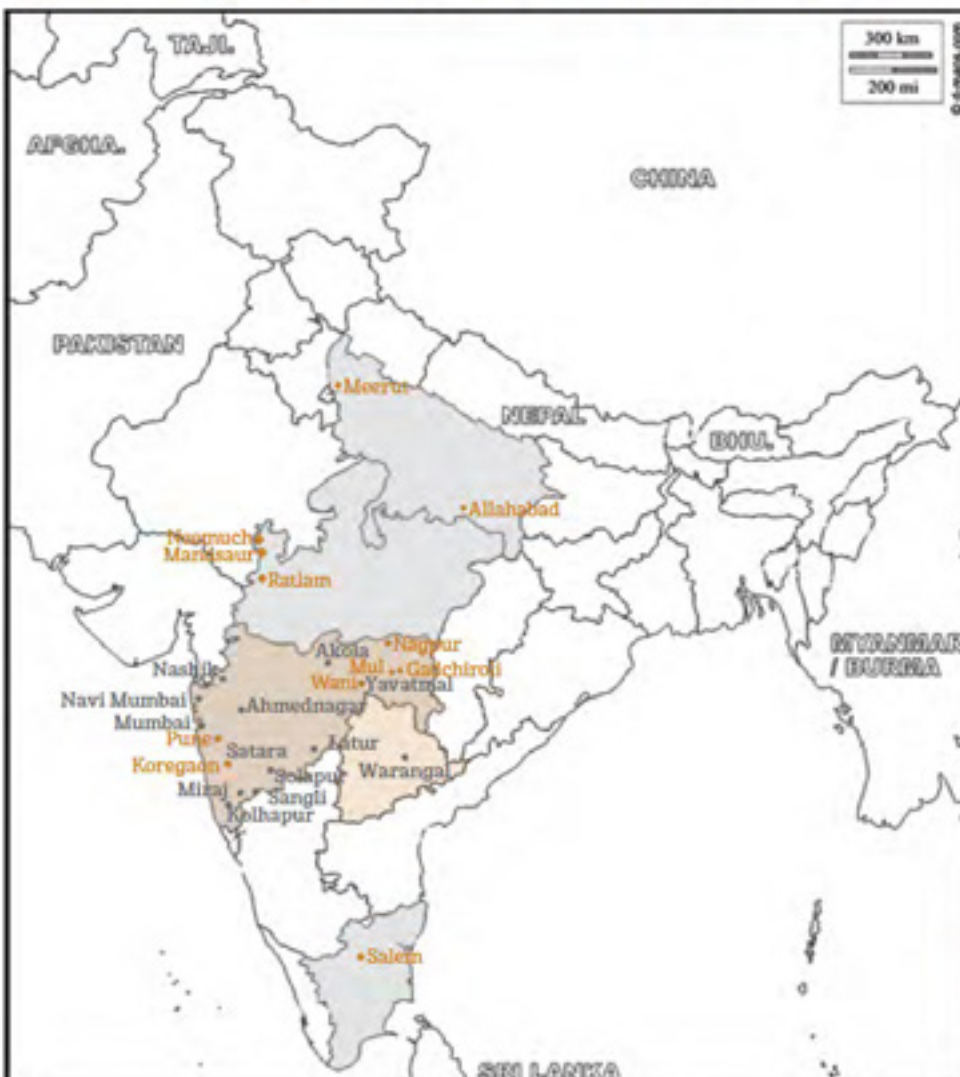 300 km
200 mi
TAJI.
AFGHA.
CHINA
PAKISTAN
Meerut
NEPAL
BHU.
Allahabad
Neemuch
Mandsaur
Ratlam
MYANMAR
/ BURMA
Nagpur
Akola
Mul
Gadchiroli
Nashik
Wani
Yavatmal
Navi Mumbai
Ahmednagar
Mumbai
Pune
Satara
Latur
Koregaon
Warangal
Solapur
Miraj
Sangli
Kolhapur
Salem
SRI LANKA